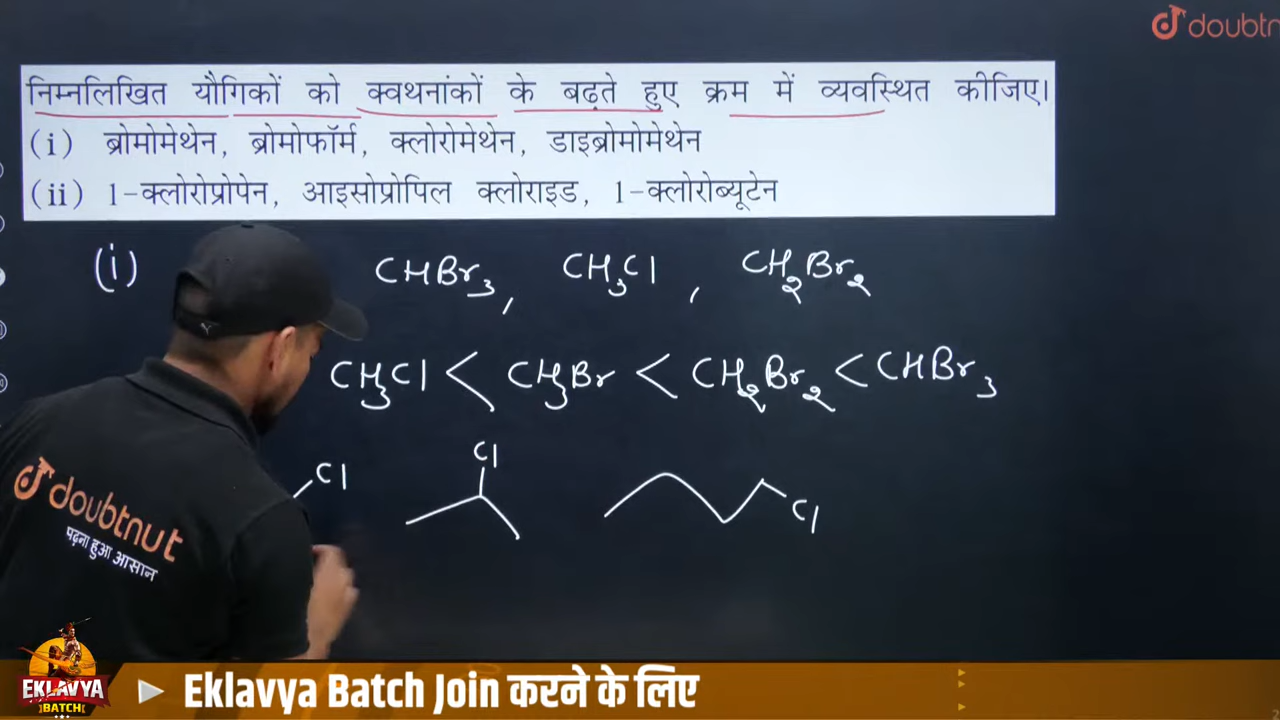 doubtn
निम्नलिखित यौगिकों को क्वथनांकों के बढ़ते हुए क्रम में व्यवस्थित कीजिए।
(i) ब्रोमोमेथेन, ब्रोमोफॉर्म, क्लोरोमेथेन, डाइब्रोमोमेथेन
(ii) 1-क्लोरोप्रोपेन, आइसोप्रोपिल क्लोराइड, 1-क्लोरोब्यूटेन
(i) CHBr₃, CH₃Cl, CH₂Br₂
CH₃Cl < CH₃Br < CH₂Br₂ < CHBr₃
Cl Cl Cl
doubtnut
पढ़ना हुआ आसान
EKLAVYA
BATCH
Eklavya Batch Join करने के लिए